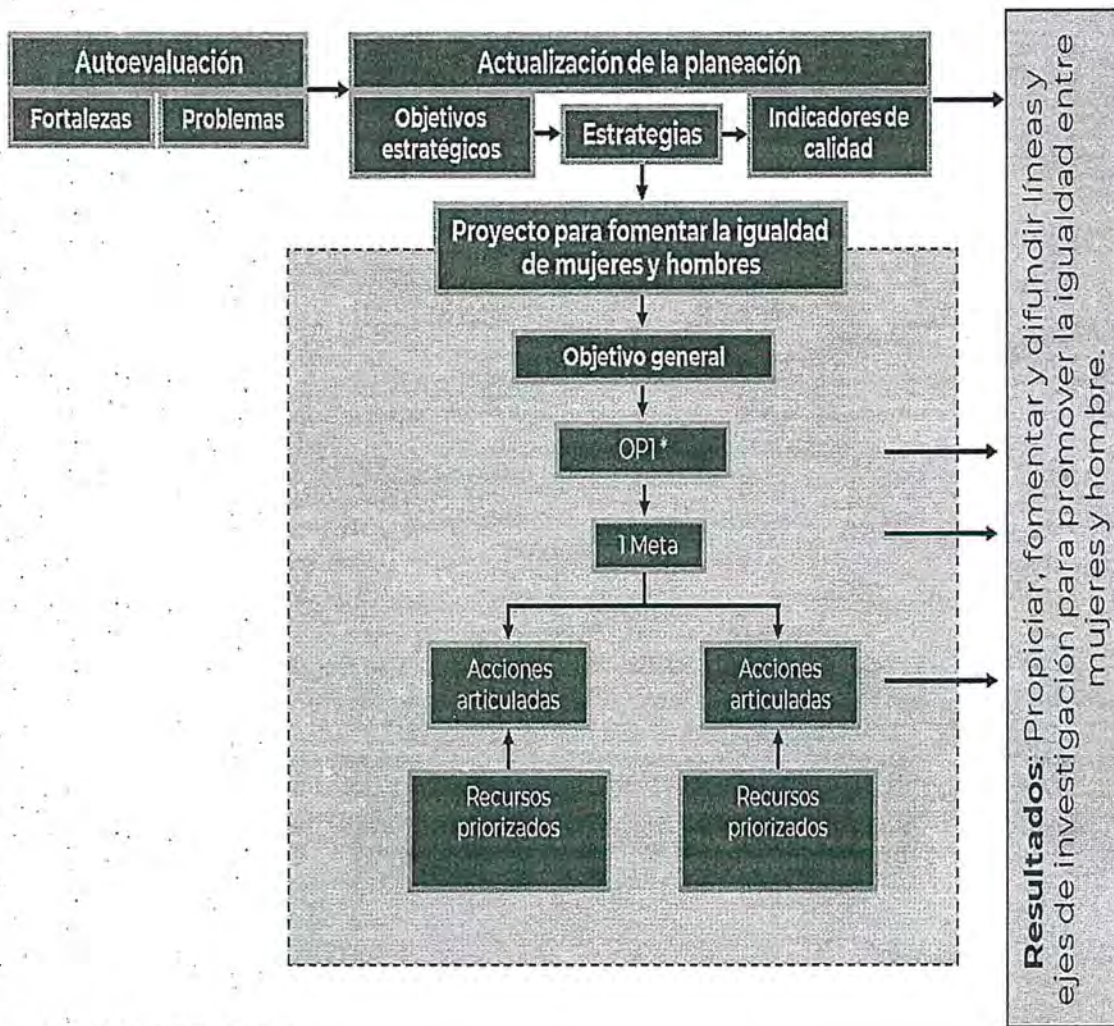 Autoevaluación
Fortalezas
Problemas
Actualización de la planeación
Objetivos
estratégicos
Estrategias
Indicadores de
calidad
Proyecto para fomentar la igualdad
de mujeres y hombres
Objetivo general
OP1*
1 Meta
Acciones
articuladas
Acciones
articuladas
Recursos
priorizados
Recursos
priorizados
Resultados: Propiciar, fomentar y difundir líneas y
ejes de investigación para promover la igualdad entre
mujeres y hombre.